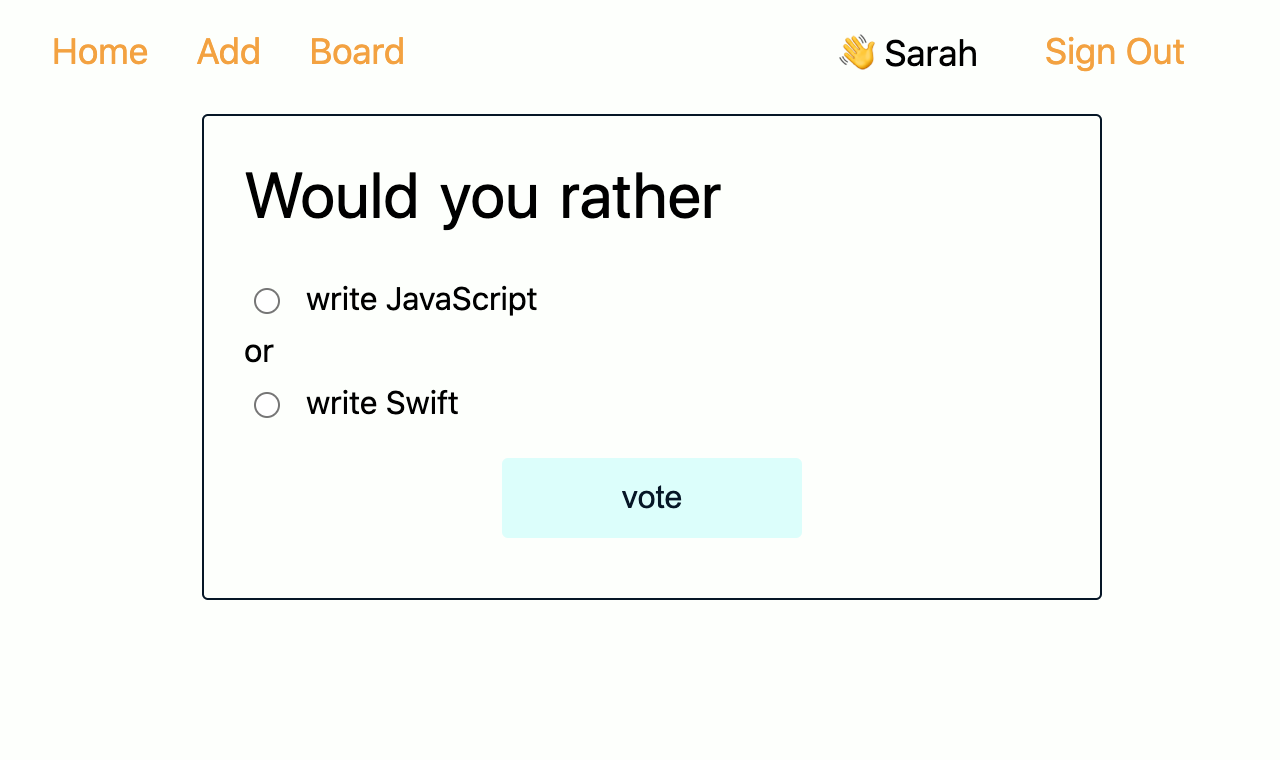 Home Add Board 👋 Sarah Sign Out
Would you rather
write JavaScript
or
write Swift
vote